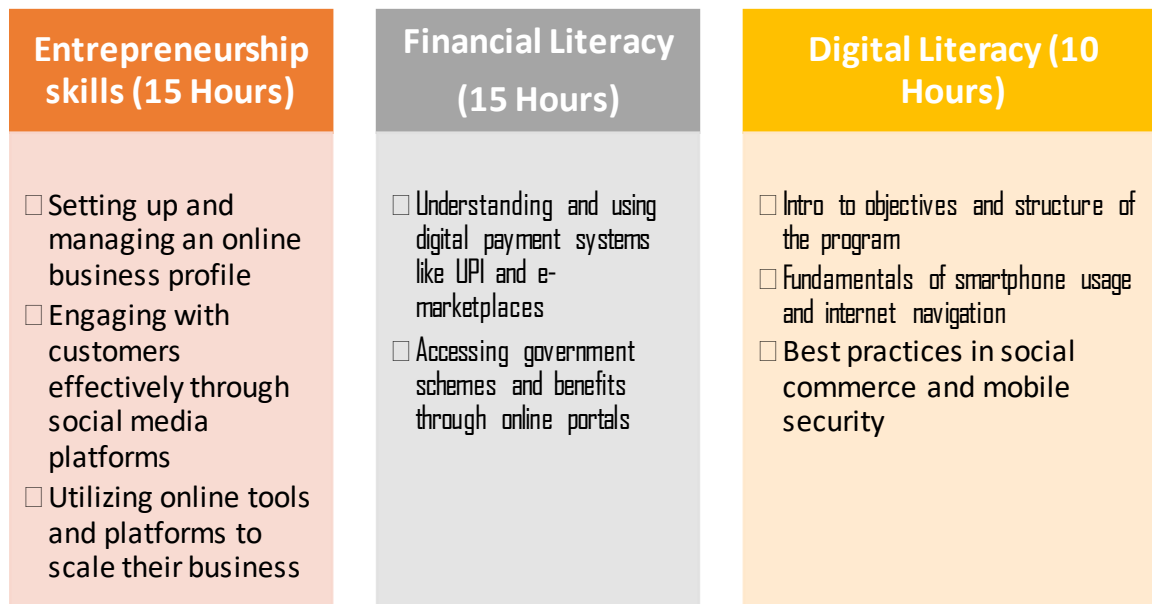 Entrepreneurship
skills (15 Hours)
□ Setting up and
managing an online
business profile
□ Engaging with
customers
effectively through
social media
platforms
□ Utilizing online tools
and platforms to
scale their business
Financial Literacy
(15 Hours)
□ Understanding and using
digital payment systems
like UPI and e-
marketplaces
□ Accessing government
schemes and benefits
through online portals
Digital Literacy (10
Hours)
□ Intro to objectives and structure of
the program
□ Fundamentals of smartphone usage
and internet navigation
□ Best practices in social
commerce and mobile
security